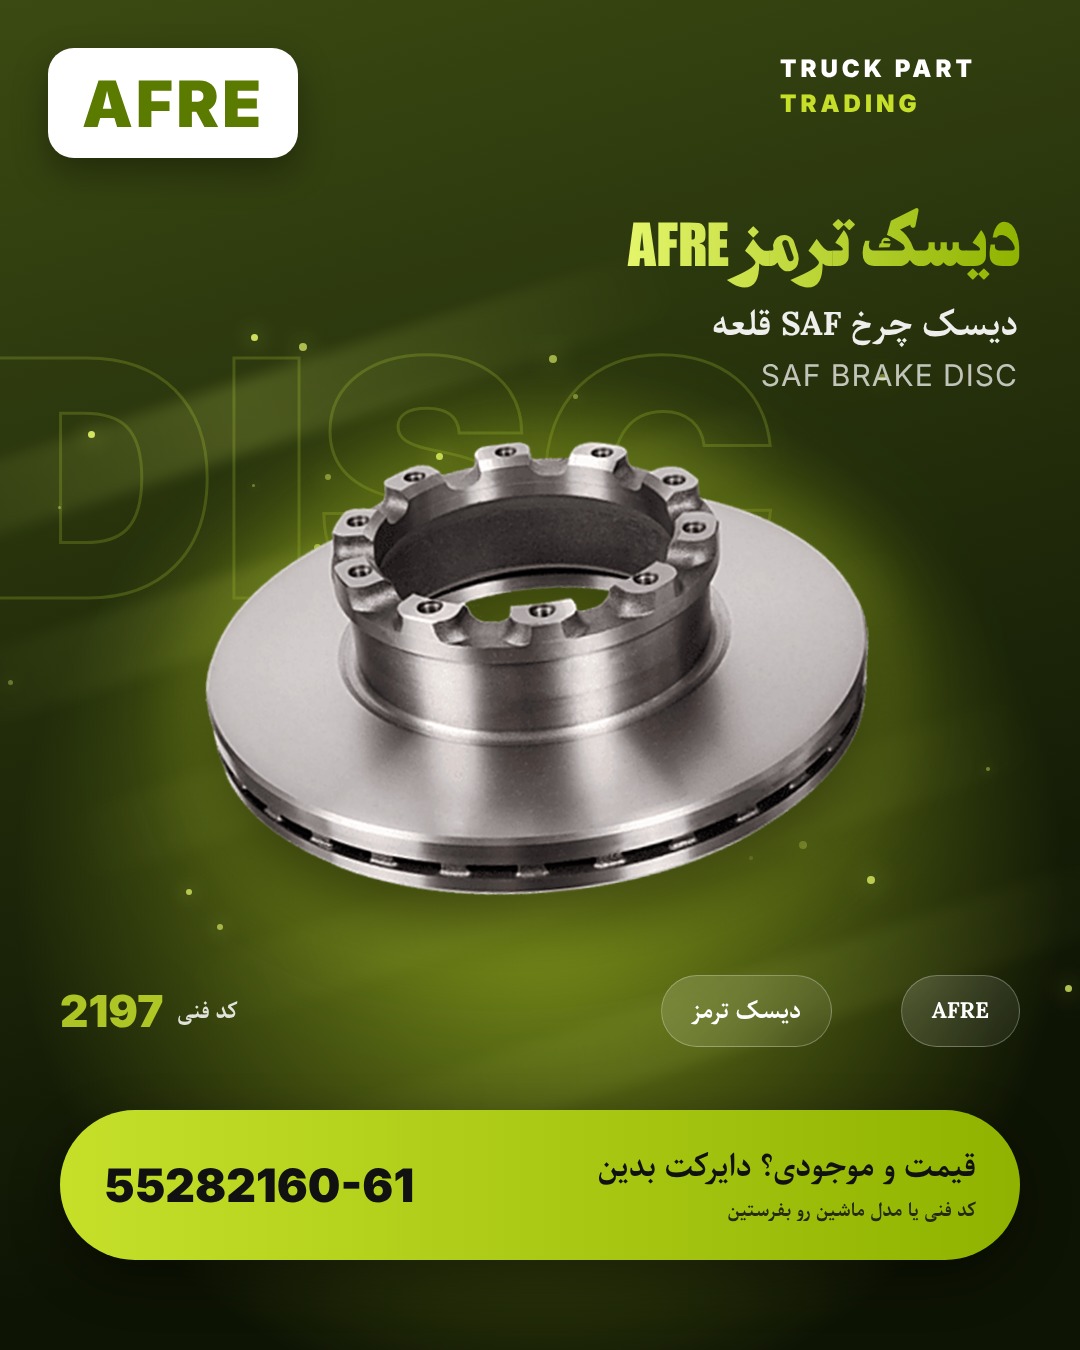 AFRE
TRUCK PART
TRADING
دیسک ترمز AFRE
دیسک چرخ SAF قلعه
SAF BRAKE DISC
DISC
AFRE
دیسک ترمز
کد فنی 2197
قیمت و موجودی؟ دایرکت بدین
کد فنی یا مدل ماشین رو بفرستین
55282160-61